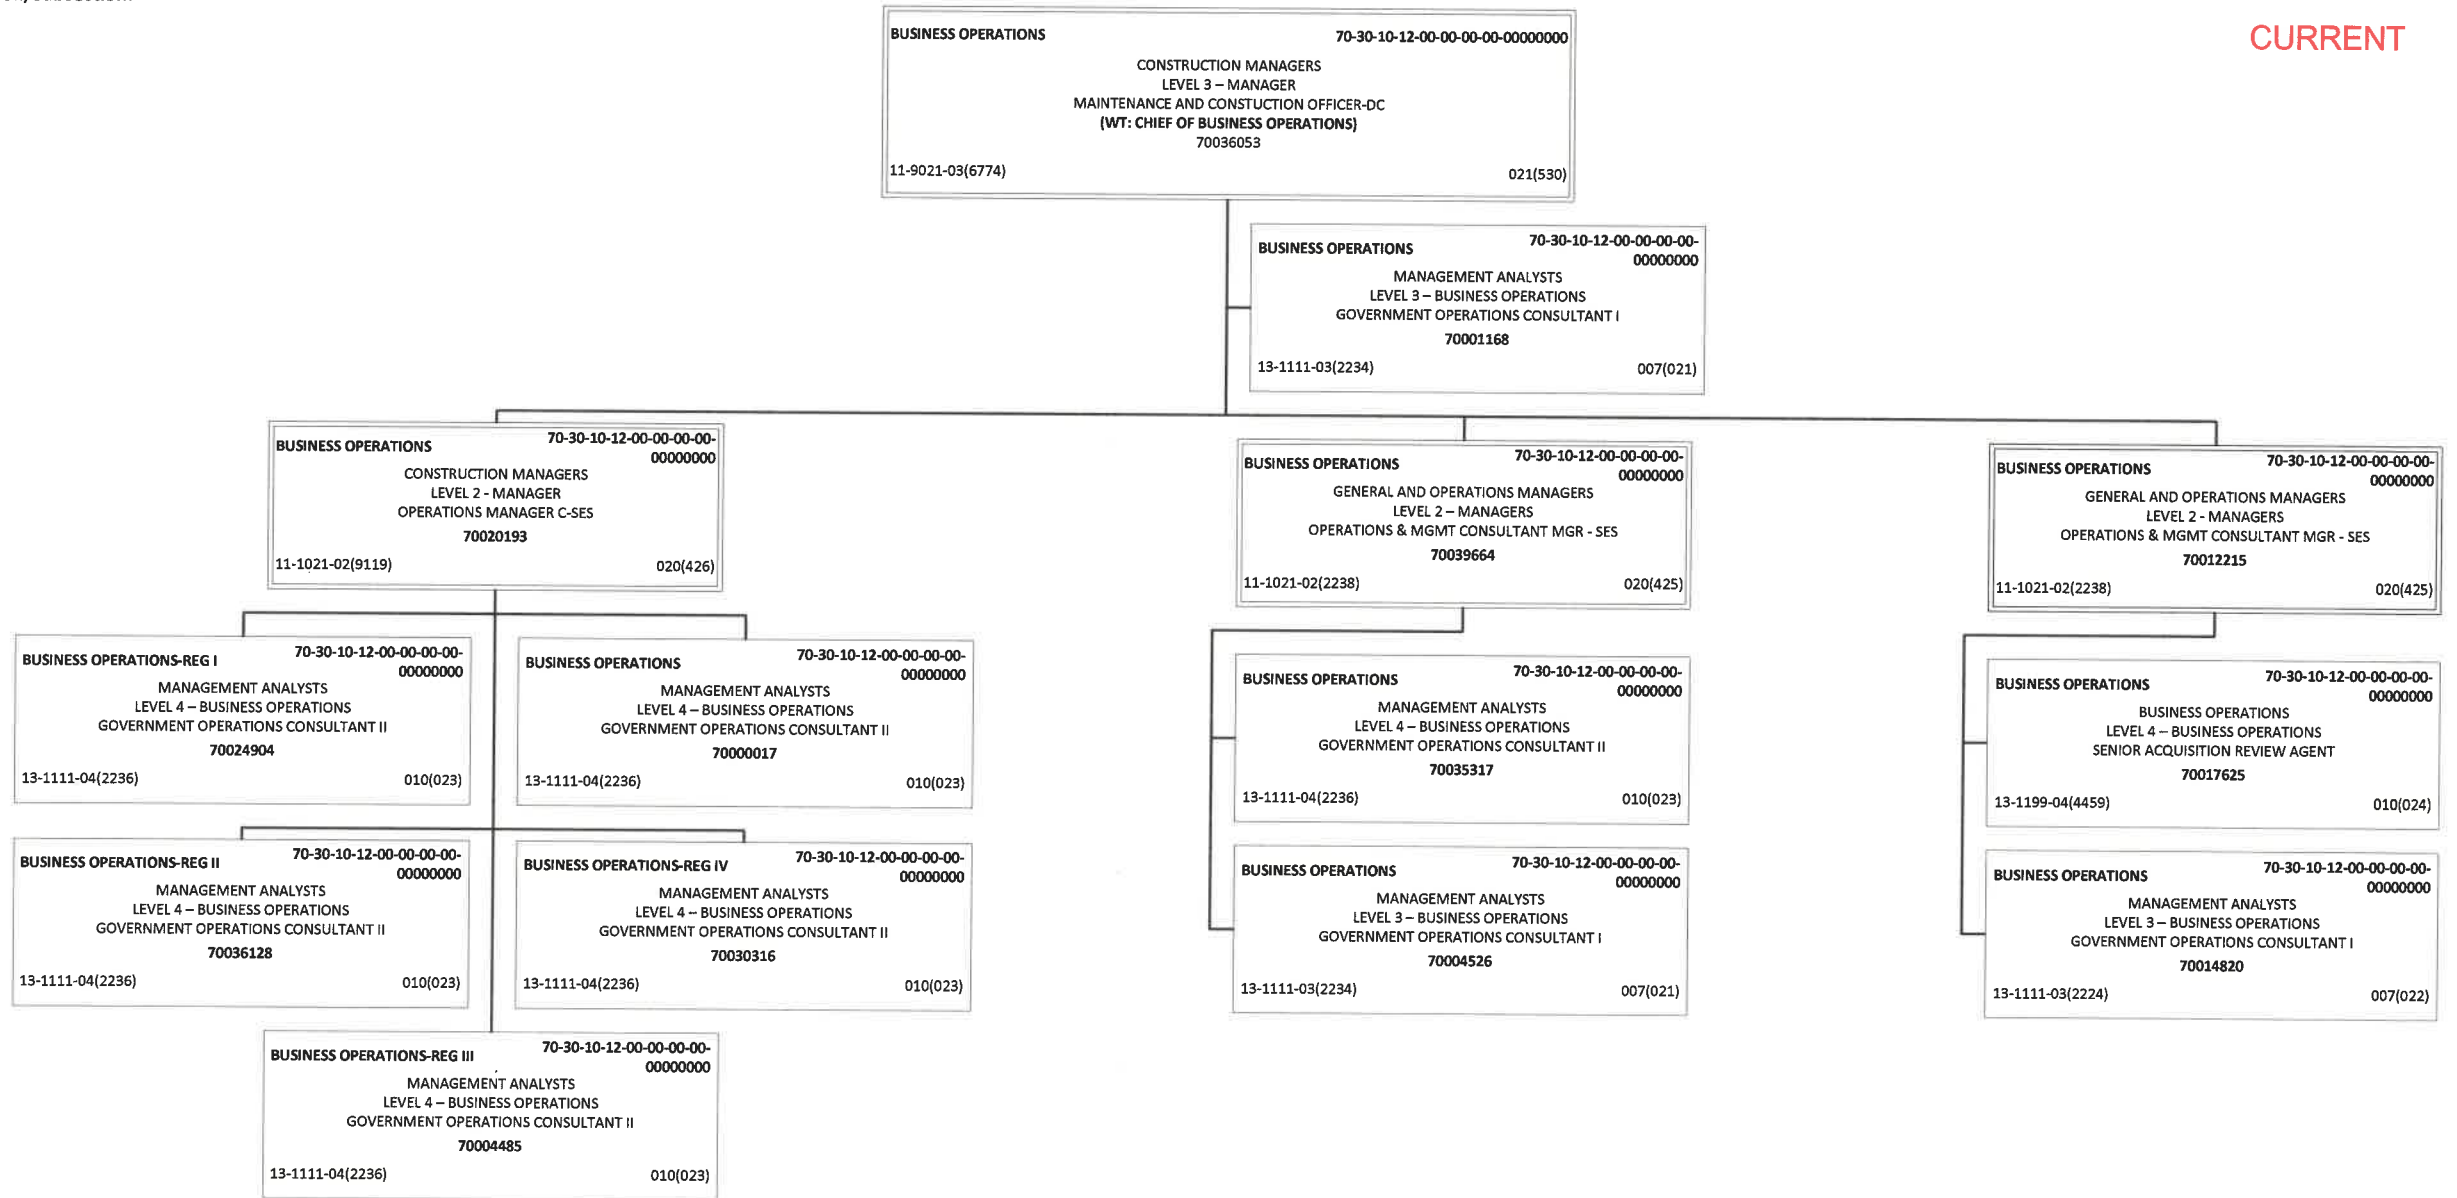 CURRENT
BUSINESS OPERATIONS 70-30-10-12-00-00-00-00-00000000
CONSTRUCTION MANAGERS
LEVEL 3 – MANAGER
MAINTENANCE AND CONSTUCTION OFFICER-DC
(WT: CHIEF OF BUSINESS OPERATIONS)
70036053
11-9021-03(6774) 021(530)
BUSINESS OPERATIONS 70-30-10-12-00-00-00-00-
00000000
MANAGEMENT ANALYSTS
LEVEL 3 – BUSINESS OPERATIONS
GOVERNMENT OPERATIONS CONSULTANT I
70001168
13-1111-03(2234) 007(021)
BUSINESS OPERATIONS 70-30-10-12-00-00-00-00-
00000000
CONSTRUCTION MANAGERS
LEVEL 2 - MANAGER
OPERATIONS MANAGER C-SES
70020193
11-1021-02(9119) 020(426)
BUSINESS OPERATIONS 70-30-10-12-00-00-00-00-
00000000
GENERAL AND OPERATIONS MANAGERS
LEVEL 2 – MANAGERS
OPERATIONS & MGMT CONSULTANT MGR - SES
70039664
11-1021-02(2238) 020(425)
BUSINESS OPERATIONS 70-30-10-12-00-00-00-00-
00000000
GENERAL AND OPERATIONS MANAGERS
LEVEL 2 - MANAGERS
OPERATIONS & MGMT CONSULTANT MGR - SES
70012215
11-1021-02(2238) 020(425)
BUSINESS OPERATIONS-REG I 70-30-10-12-00-00-00-00-
00000000
MANAGEMENT ANALYSTS
LEVEL 4 – BUSINESS OPERATIONS
GOVERNMENT OPERATIONS CONSULTANT II
70024904
13-1111-04(2236) 010(023)
BUSINESS OPERATIONS 70-30-10-12-00-00-00-00-
00000000
MANAGEMENT ANALYSTS
LEVEL 4 – BUSINESS OPERATIONS
GOVERNMENT OPERATIONS CONSULTANT II
70000017
13-1111-04(2236) 010(023)
BUSINESS OPERATIONS 70-30-10-12-00-00-00-00-
00000000
MANAGEMENT ANALYSTS
LEVEL 4 – BUSINESS OPERATIONS
GOVERNMENT OPERATIONS CONSULTANT II
70035317
13-1111-04(2236) 010(023)
BUSINESS OPERATIONS 70-30-10-12-00-00-00-00-
00000000
BUSINESS OPERATIONS
LEVEL 4 – BUSINESS OPERATIONS
SENIOR ACQUISITION REVIEW AGENT
70017625
13-1199-04(4459) 010(024)
BUSINESS OPERATIONS-REG II 70-30-10-12-00-00-00-00-
00000000
MANAGEMENT ANALYSTS
LEVEL 4 – BUSINESS OPERATIONS
GOVERNMENT OPERATIONS CONSULTANT II
70036128
13-1111-04(2236) 010(023)
BUSINESS OPERATIONS-REG IV 70-30-10-12-00-00-00-00-
00000000
MANAGEMENT ANALYSTS
LEVEL 4 – BUSINESS OPERATIONS
GOVERNMENT OPERATIONS CONSULTANT II
70030316
13-1111-04(2236) 010(023)
BUSINESS OPERATIONS 70-30-10-12-00-00-00-00-
00000000
MANAGEMENT ANALYSTS
LEVEL 3 – BUSINESS OPERATIONS
GOVERNMENT OPERATIONS CONSULTANT I
70004526
13-1111-03(2234) 007(021)
BUSINESS OPERATIONS 70-30-10-12-00-00-00-00-
00000000
MANAGEMENT ANALYSTS
LEVEL 3 – BUSINESS OPERATIONS
GOVERNMENT OPERATIONS CONSULTANT I
70014820
13-1111-03(2224) 007(022)
BUSINESS OPERATIONS-REG III 70-30-10-12-00-00-00-00-
00000000
MANAGEMENT ANALYSTS
LEVEL 4 – BUSINESS OPERATIONS
GOVERNMENT OPERATIONS CONSULTANT II
70004485
13-1111-04(2236) 010(023)